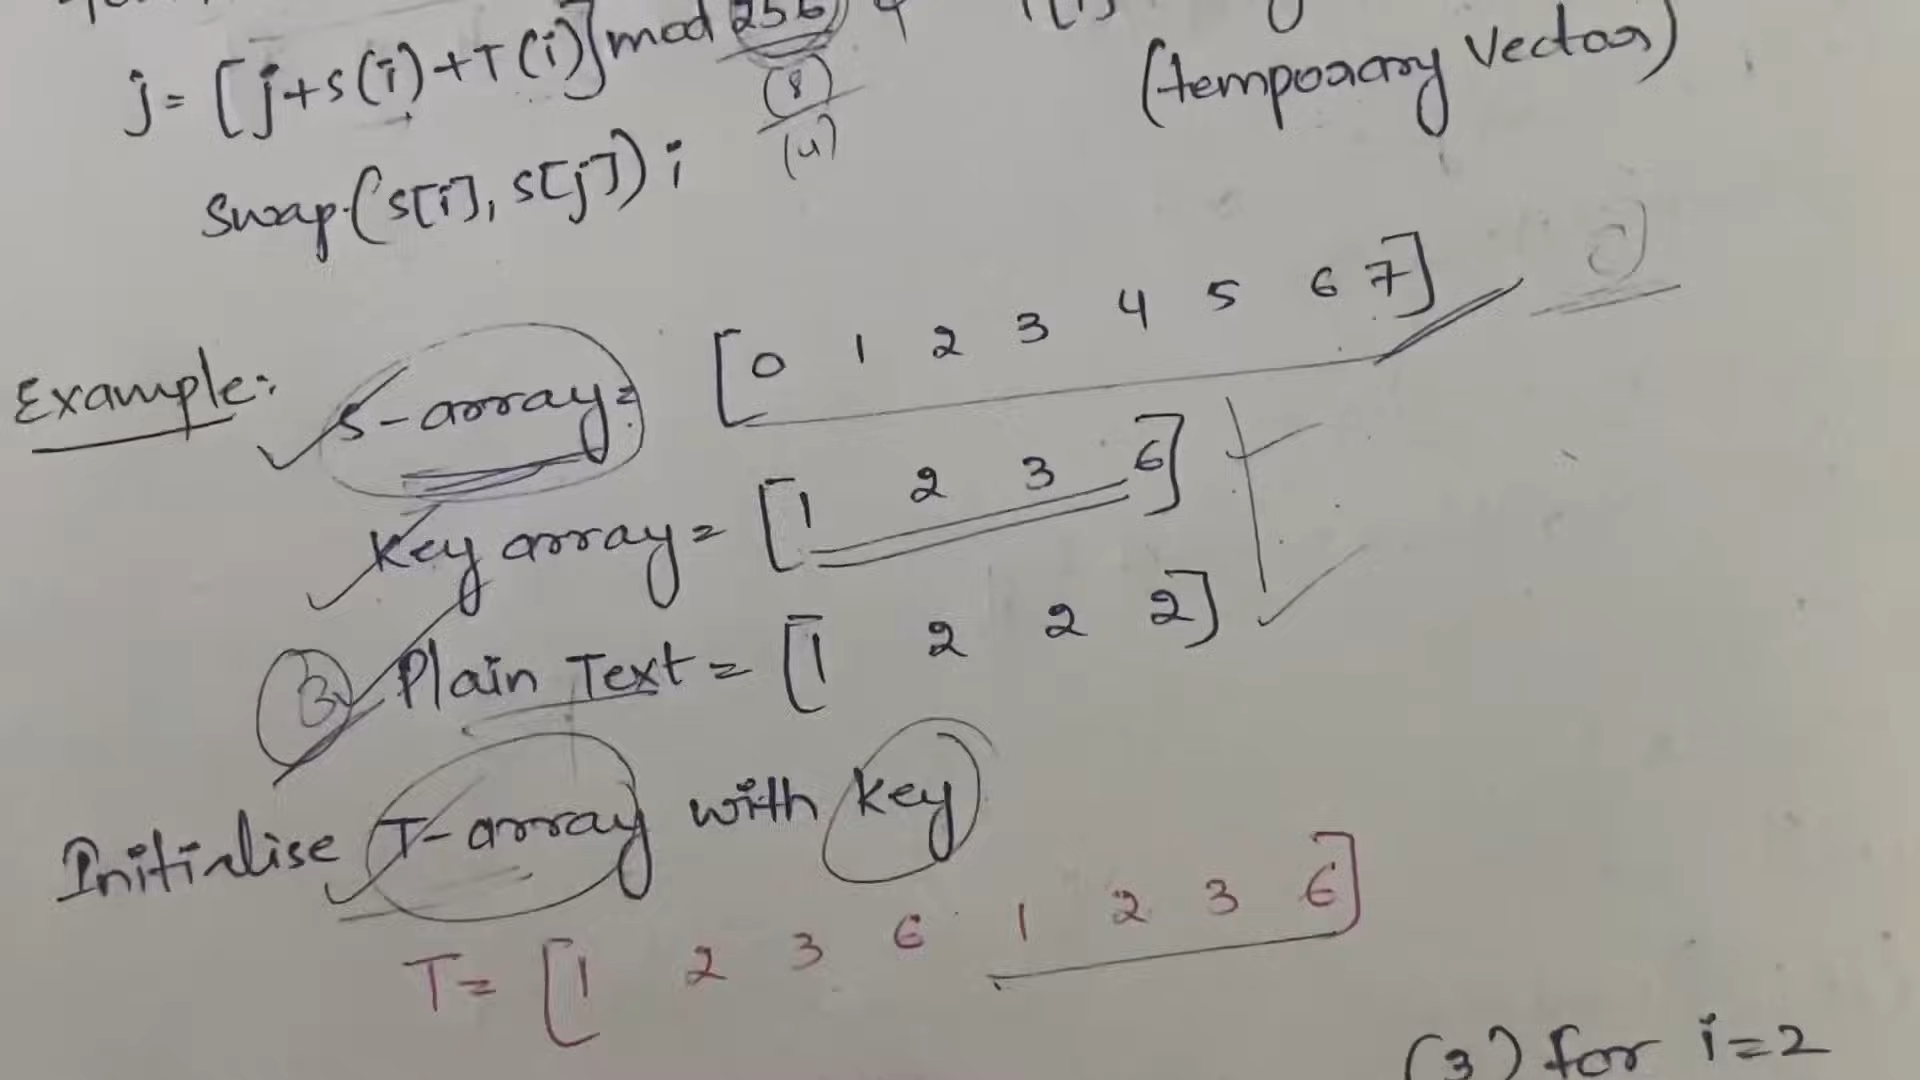 j = [j+s(i)+T(i)] mod 256
(8)
(4)
(temporary vector)
Swap(s[i], s[j]);
Example:
S-array= [0 1 2 3 4 5 6 7]
Key array= [1 2 3 6]
Plain Text = [1 2 2 2]
Initialise T-array with key
T= [1 2 3 6 1 2 3 6]
(3) for i=2